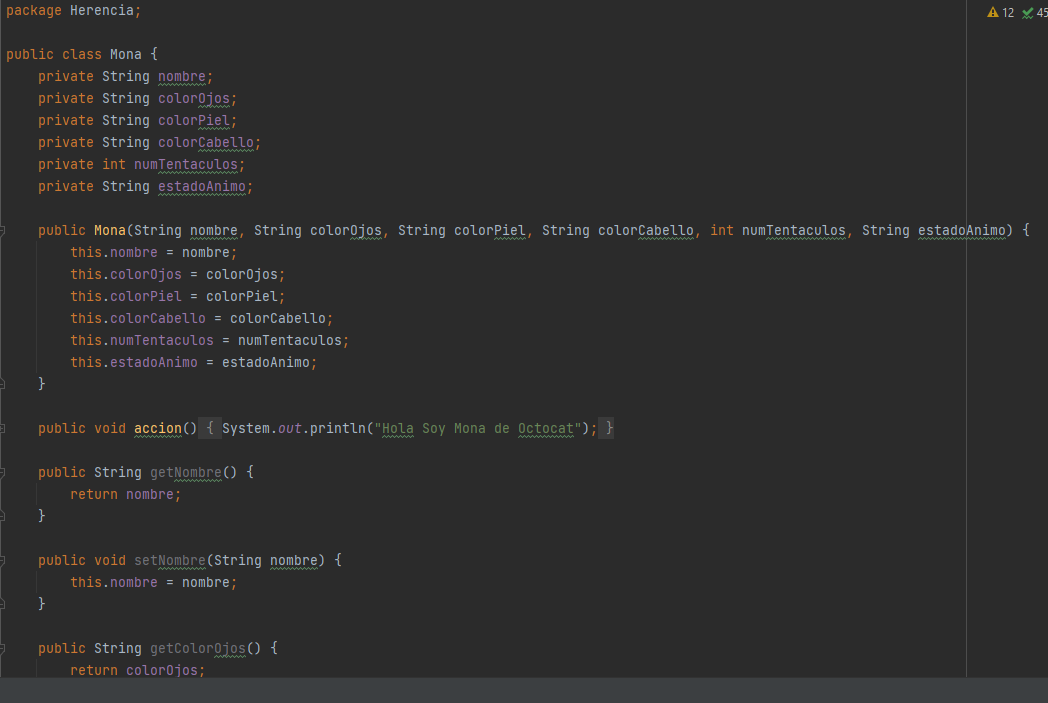 package Herencia;
12 45
public class Mona {
private String nombre;
private String colorOjos;
private String colorPiel;
private String colorCabello;
private int numTentaculos;
private String estadoAnimo;
public Mona(String nombre, String colorOjos, String colorPiel, String colorCabello, int numTentaculos, String estadoAnimo) {
this.nombre = nombre;
this.colorOjos = colorOjos;
this.colorPiel = colorPiel;
this.colorCabello = colorCabello;
this.numTentaculos = numTentaculos;
this.estadoAnimo = estadoAnimo;
}
public void accion() { System.out.println("Hola Soy Mona de Octocat"); }
public String getNombre() {
return nombre;
}
public void setNombre(String nombre) {
this.nombre = nombre;
}
public String getColorOjos() {
return colorOjos;